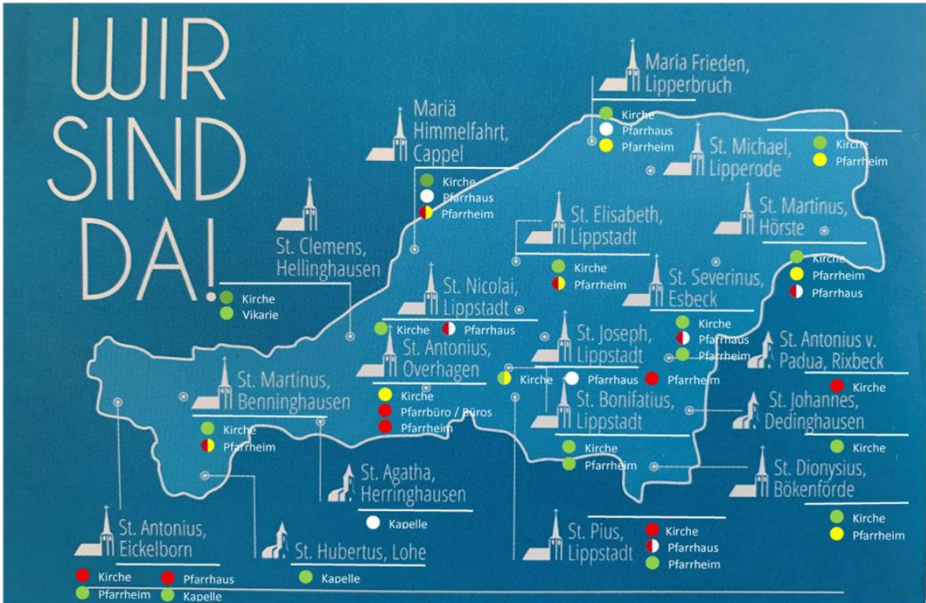 WIR
SIND
DA!
Maria Frieden,
Lipperbruch
Kirche
Pfarrhaus
Pfarrheim
Mariä
Himmelfahrt,
Cappel
Kirche
Pfarrhaus
Pfarrheim
St. Michael,
Lipperode
Kirche
Pfarrheim
St. Clemens,
Hellinghausen
Kirche
Vikarie
St. Elisabeth,
Lippstadt
Kirche
Pfarrheim
St. Martinus,
Hörste
Kirche
Pfarrheim
Pfarrhaus
St. Nicolai,
Lippstadt
Kirche Pfarrhaus
St. Severinus,
Esbeck
Kirche
Pfarrhaus
Pfarrheim
St. Antonius,
Overhagen
Kirche
Pfarrbüro / Büros
Pfarrheim
St. Joseph,
Lippstadt
Kirche Pfarrhaus Pfarrheim
St. Antonius v.
Padua, Rixbeck
Kirche
St. Martinus,
Benninghausen
Kirche
Pfarrheim
St. Bonifatius,
Lippstadt
Kirche
Pfarrheim
St. Johannes,
Dedinghausen
Kirche
St. Agatha,
Herringhausen
Kapelle
St. Dionysius,
Bökenförde
Kirche
Pfarrheim
St. Antonius,
Eickelborn
Kirche Pfarrhaus
Pfarrheim Kapelle
St. Hubertus, Lohe
Kapelle
St. Pius,
Lippstadt
Kirche
Pfarrhaus
Pfarrheim